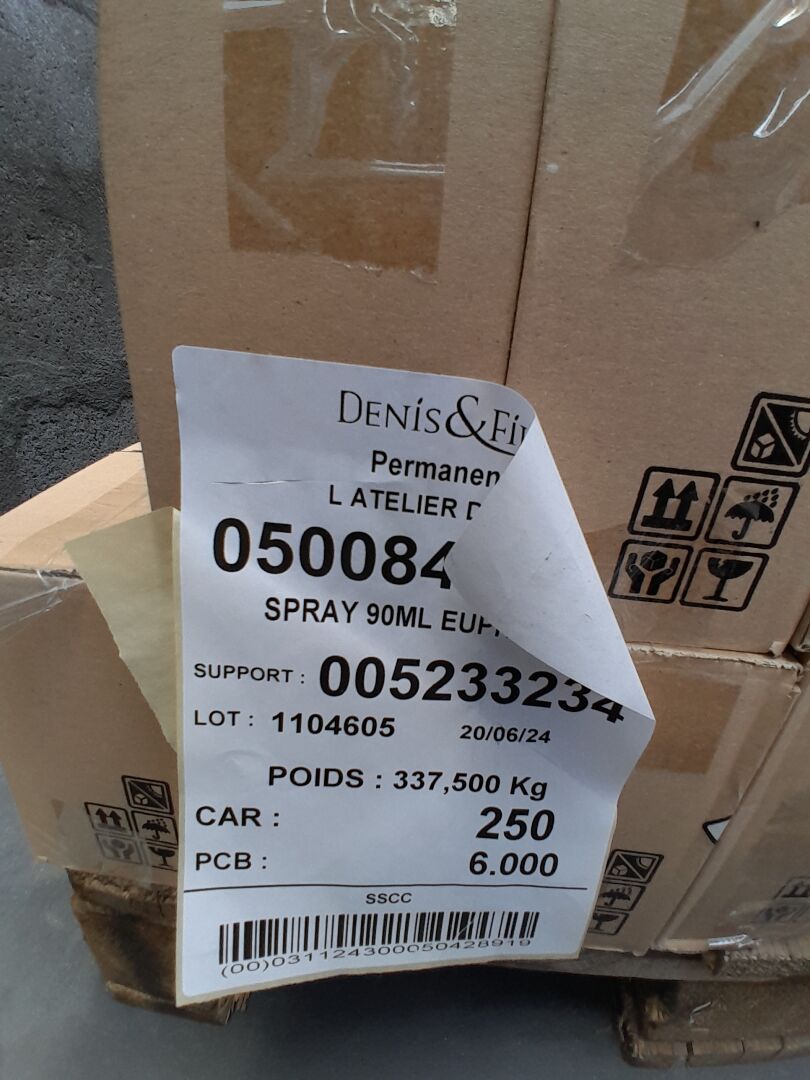 DENIS&Fi
Permanen
L ATELIER D
050084
SPRAY 90ML EUP
SUPPORT : 005233234
LOT : 1104605 20/06/24
POIDS : 337,500 Kg
CAR : 250
PCB : 6.000
SSCC
(00)031124300050428919